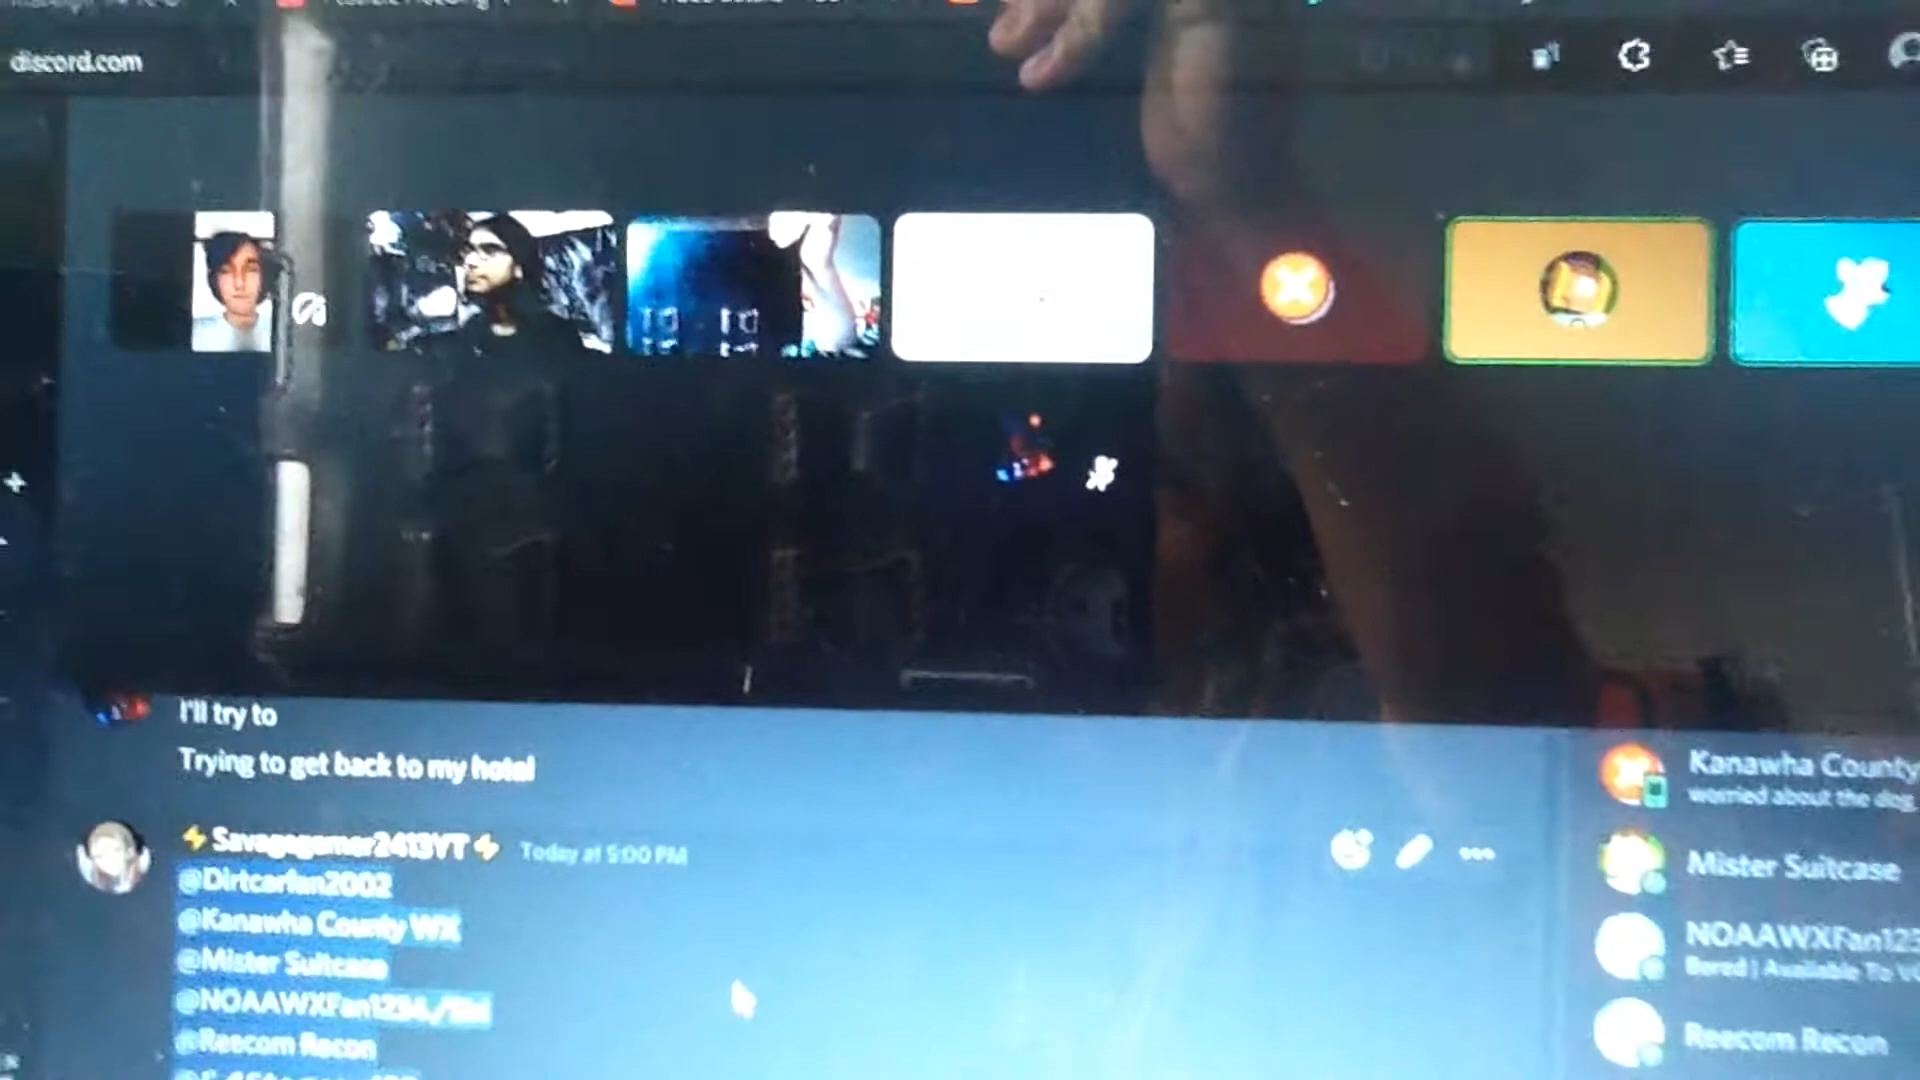 discord.com
I'll try to
Trying to get back to my hotel
Savagegamer2413YT Today at 5:00 PM
@Dirtcarfan2002
@Kanawha County WX
@Mister Suitcase
@NOAAWXFan1234
@Reecom Recon
Kanawha County
worried about the dog
Mister Suitcase
NOAAWXFan123
Bored | Available To
Reecom Recon